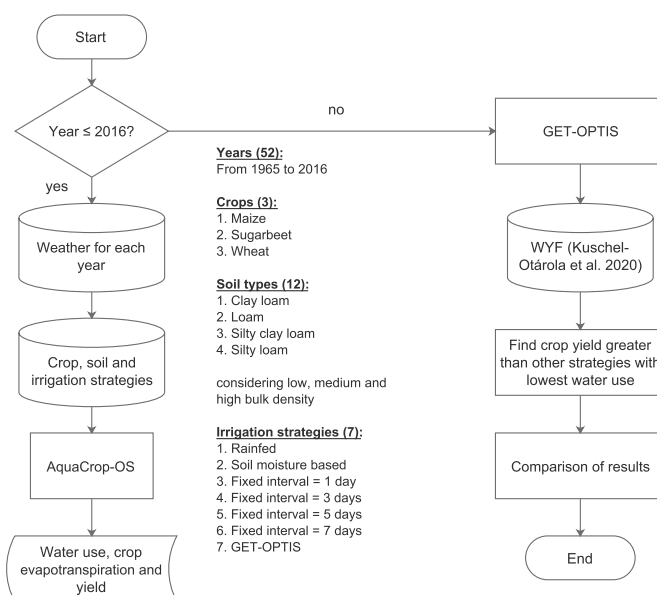 Start
Year ≤ 2016?
no
yes
Weather for each
year
Crop, soil and
irrigation strategies
AquaCrop-OS
Water use, crop
evapotranspiration and
yield
Years (52):
From 1965 to 2016
Crops (3):
1. Maize
2. Sugarbeet
3. Wheat
Soil types (12):
1. Clay loam
2. Loam
3. Silty clay loam
4. Silty loam
considering low, medium and
high bulk density
Irrigation strategies (7):
1. Rainfed
2. Soil moisture based
3. Fixed interval = 1 day
4. Fixed interval = 3 days
5. Fixed interval = 5 days
6. Fixed interval = 7 days
7. GET-OPTIS
GET-OPTIS
WYF (Kuschel-
Otárola et al. 2020)
Find crop yield greater
than other strategies with
lowest water use
Comparison of results
End